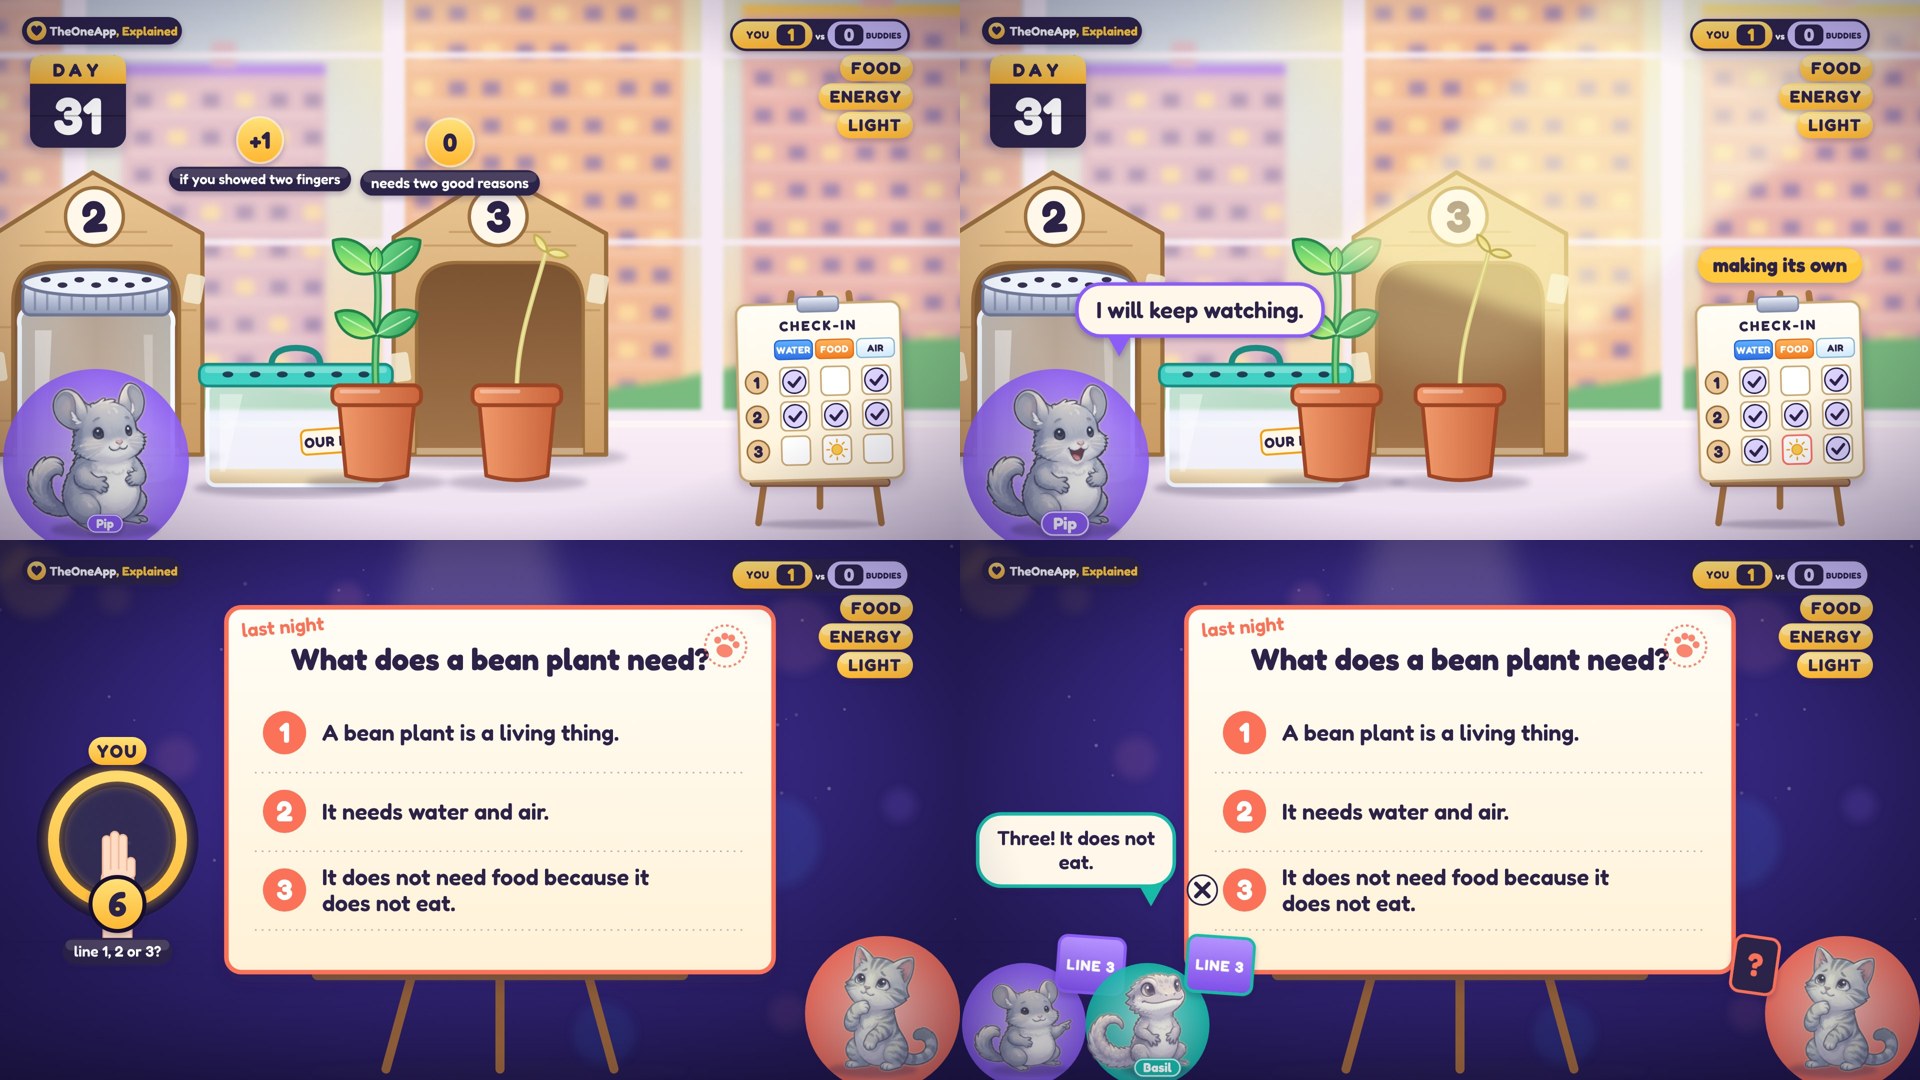 TheOneApp, Explained
YOU 1 vs 0 BUDDIES
DAY
31
FOOD
ENERGY
LIGHT
+1
if you showed two fingers
0
needs two good reasons
2
3
CHECK-IN
WATER FOOD AIR
1
2
3
OUR
Pip
TheOneApp, Explained
YOU 1 vs 0 BUDDIES
DAY
31
FOOD
ENERGY
LIGHT
2
3
making its own
I will keep watching.
CHECK-IN
WATER FOOD AIR
1
2
3
OUR
Pip
TheOneApp, Explained
YOU 1 vs 0 BUDDIES
FOOD
ENERGY
LIGHT
last night
What does a bean plant need?
1 A bean plant is a living thing.
2 It needs water and air.
3 It does not need food because it
does not eat.
YOU
6
line 1, 2 or 3?
TheOneApp, Explained
YOU 1 vs 0 BUDDIES
FOOD
ENERGY
LIGHT
last night
What does a bean plant need?
1 A bean plant is a living thing.
2 It needs water and air.
3 It does not need food because it
does not eat.
Three! It does not
eat.
LINE 3
LINE 3
?
Basil